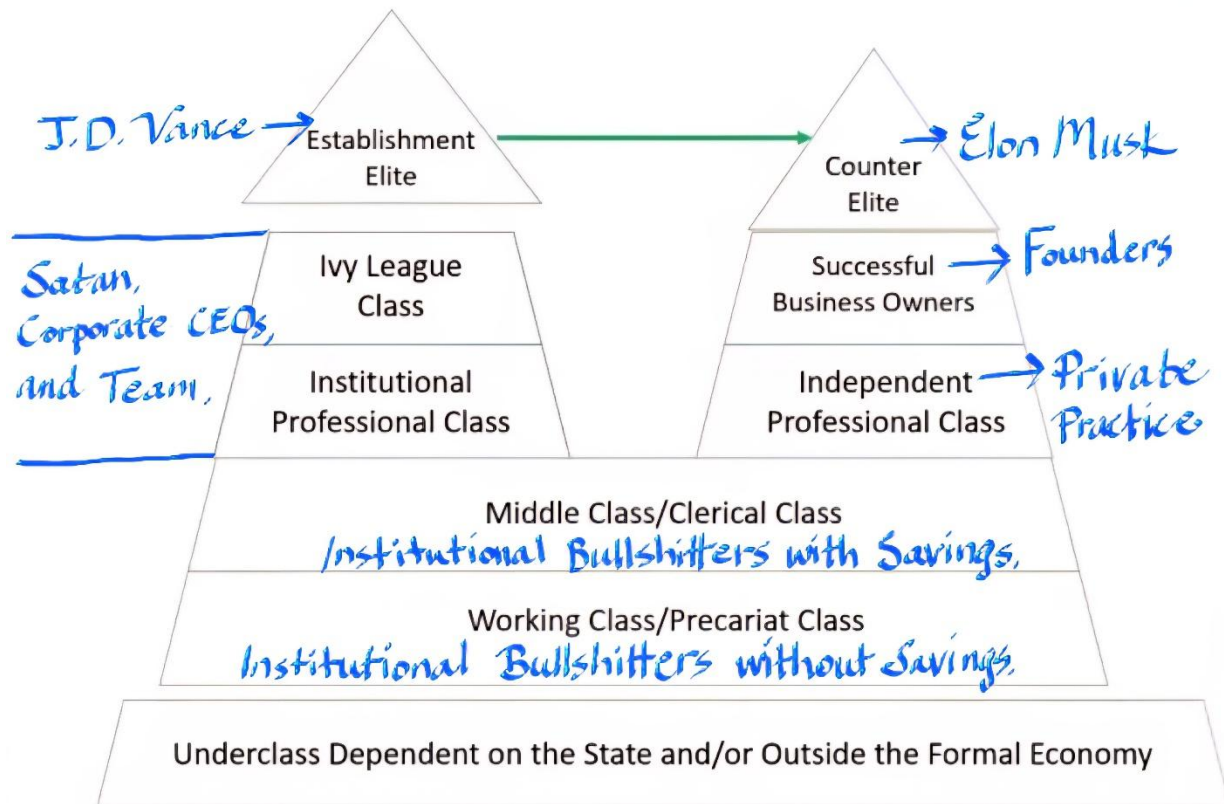 J.D. Vance
Establishment
Elite
Counter
Elite
Elon Musk
Satan,
Corporate CEOs,
and Team,
Ivy League
Class
Successful
Business Owners
Founders
Institutional
Professional Class
Independent
Professional Class
Private
Practice
Middle Class/Clerical Class
Institutional Bullshitters with Savings.
Working Class/Precariat Class
Institutional Bullshitters without Savings.
Underclass Dependent on the State and/or Outside the Formal Economy